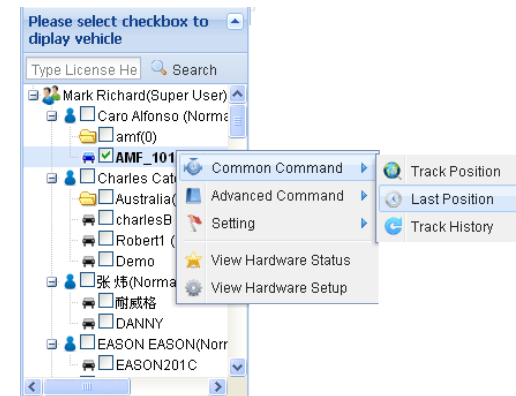 Please select checkbox to
diplay vehicle
Type License He
Search
Mark Richard(Super User)
Caro Alfonso (Norma
amf(0)
AMF_101
Charles Cat
Australia(
charlesB
Robert1 (
Demo
张 炜(Norma
耐威格
DANNY
EASON EASON(Norr
EASON201C
Common Command
Advanced Command
Setting
View Hardware Status
View Hardware Setup
Track Position
Last Position
Track History